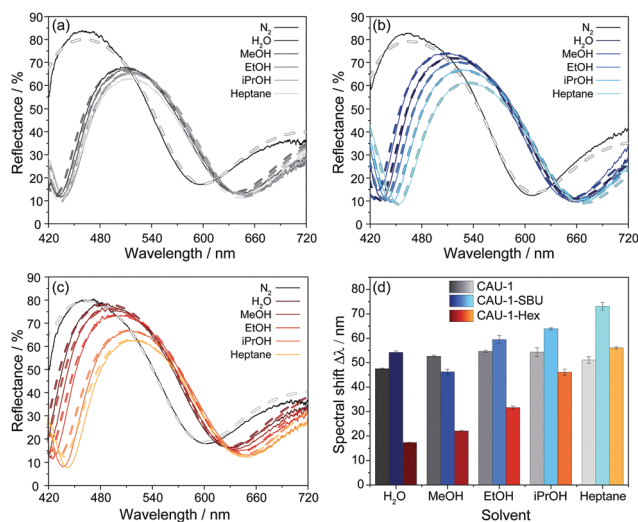 (a)
N2
H2O
MeOH
EtOH
iPrOH
Heptane
Reflectance / %
90
80
70
60
50
40
30
20
10
0
420 480 540 600 660 720
Wavelength / nm
(b)
N2
H2O
MeOH
EtOH
iPrOH
Heptane
Reflectance / %
90
80
70
60
50
40
30
20
10
0
420 480 540 600 660 720
Wavelength / nm
(c)
N2
H2O
MeOH
EtOH
iPrOH
Heptane
Reflectance / %
90
80
70
60
50
40
30
20
10
0
420 480 540 600 660 720
Wavelength / nm
(d)
CAU-1
CAU-1-SBU
CAU-1-Hex
Spectral shift Δλ / nm
90
80
70
60
50
40
30
20
10
0
H2O MeOH EtOH iPrOH Heptane
Solvent